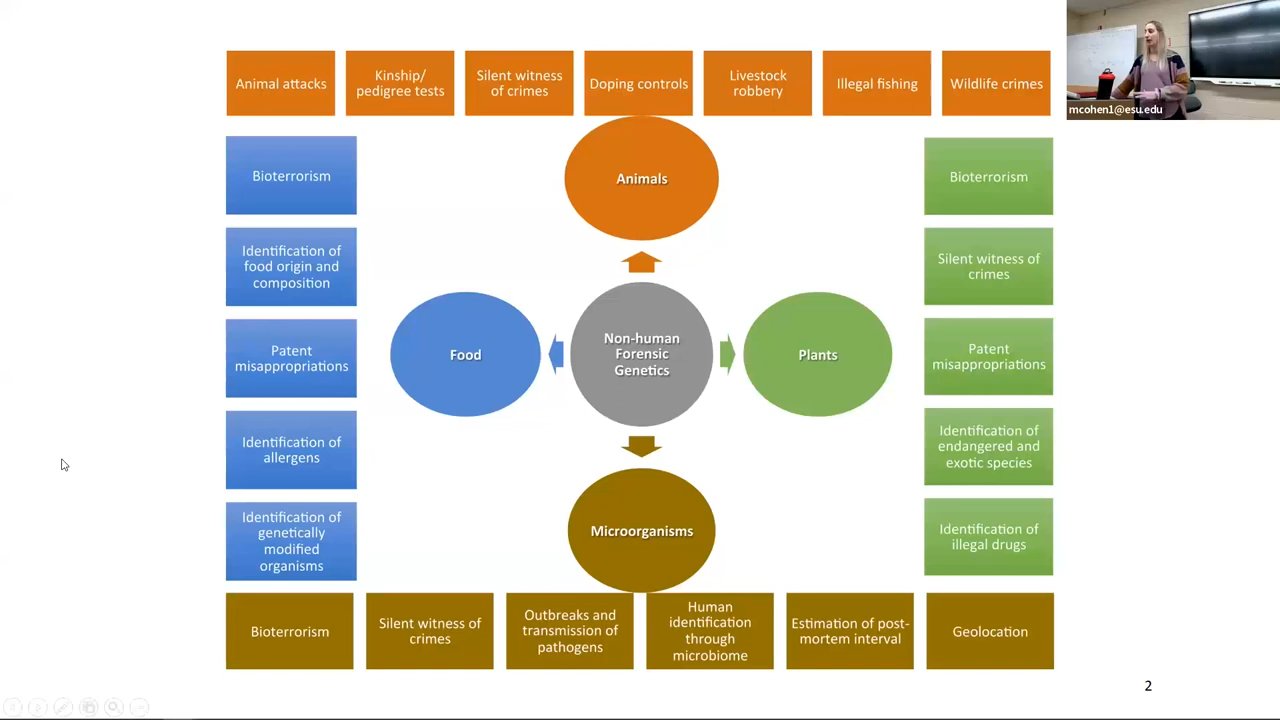 Animal attacks
Kinship/
pedigree tests
Silent witness
of crimes
Doping controls
Livestock
robbery
Illegal fishing
Wildlife crimes
mcohen1@esu.edu
Animals
Bioterrorism
Identification of
food origin and
composition
Patent
misappropriations
Identification of
allergens
Identification of
genetically
modified
organisms
Food
Non-human
Forensic
Genetics
Plants
Bioterrorism
Silent witness of
crimes
Patent
misappropriations
Identification of
endangered and
exotic species
Identification of
illegal drugs
Microorganisms
Bioterrorism
Silent witness of
crimes
Outbreaks and
transmission of
pathogens
Human
identification
through
microbiome
Estimation of post-
mortem interval
Geolocation
2